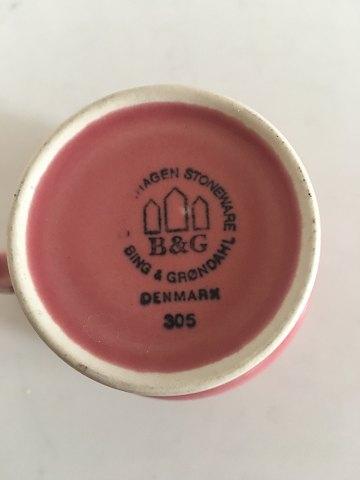 HAGEN STONEWARE
B&G
BING & GRØNDAHL
DENMARK
305